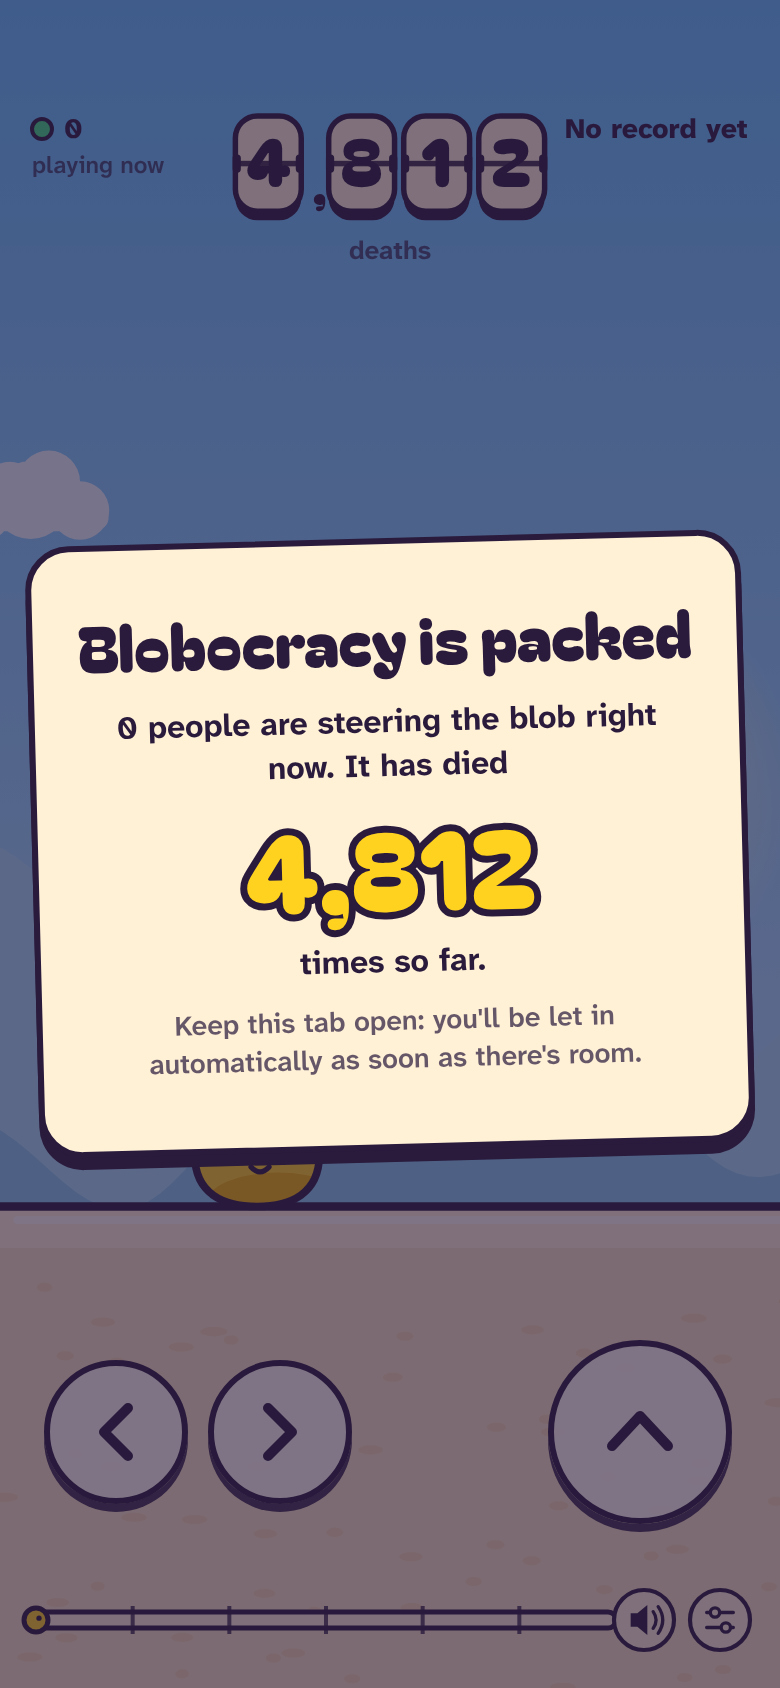 0
playing now
4,812
deaths
No record yet
Blobocracy is packed
0 people are steering the blob right
now. It has died
4,812
times so far.
Keep this tab open: you'll be let in
automatically as soon as there's room.